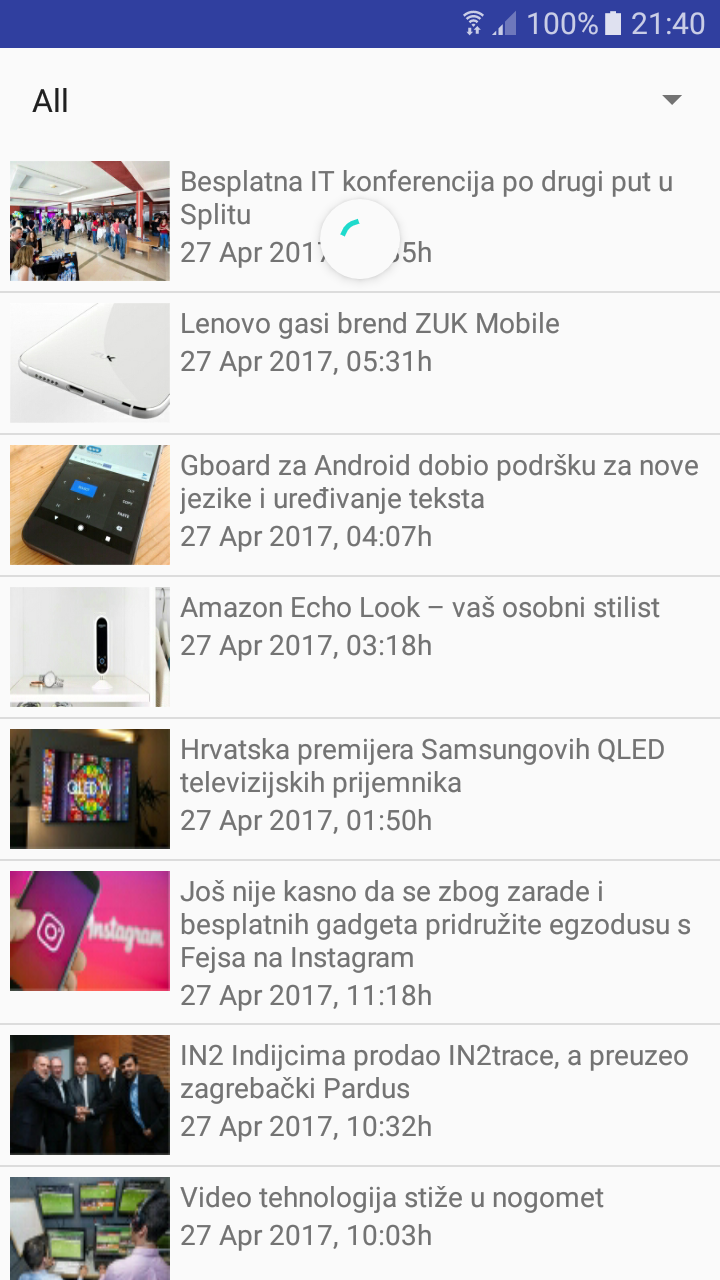 100% 21:40
All
Besplatna IT konferencija po drugi put u
Splitu
27 Apr 2017 5h
Lenovo gasi brend ZUK Mobile
27 Apr 2017, 05:31h
Gboard za Android dobio podršku za nove
jezike i uređivanje teksta
27 Apr 2017, 04:07h
Amazon Echo Look – vaš osobni stilist
27 Apr 2017, 03:18h
QLED TV
Hrvatska premijera Samsungovih QLED
televizijskih prijemnika
27 Apr 2017, 01:50h
Instagram
Još nije kasno da se zbog zarade i
besplatnih gadgeta pridružite egzodusu s
Fejsa na Instagram
27 Apr 2017, 11:18h
IN2 Indijcima prodao IN2trace, a preuzeo
zagrebački Pardus
27 Apr 2017, 10:32h
Video tehnologija stiže u nogomet
27 Apr 2017, 10:03h